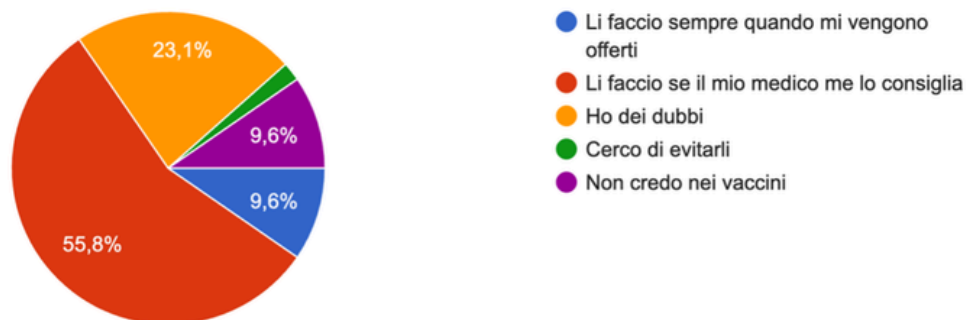 23,1%
9,6%
9,6%
55,8%
Li faccio sempre quando mi vengono
offerti
Li faccio se il mio medico me lo consiglia
Ho dei dubbi
Cerco di evitarli
Non credo nei vaccini